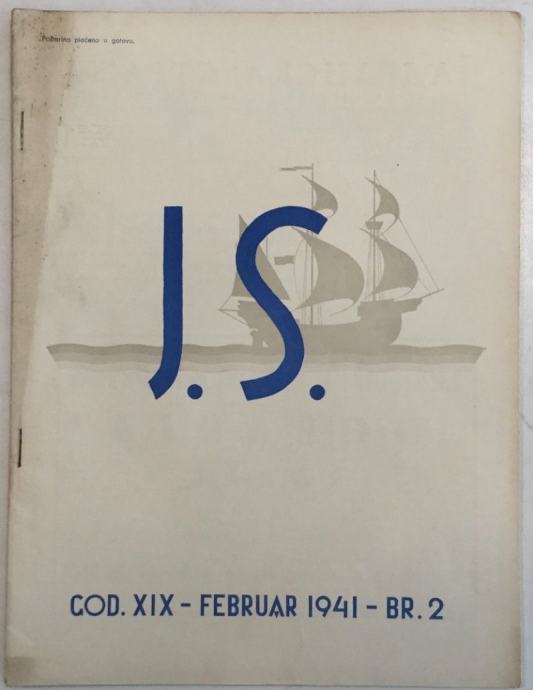 Poštarina plaćena u gotovu.
J. S.
GOD. XIX - FEBRUAR 1941 - BR. 2